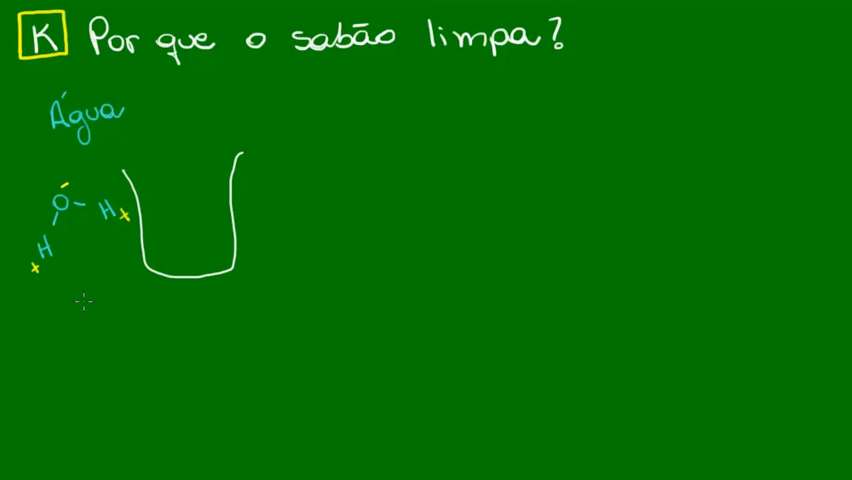 K Por que o sabão limpa?
Água
-
O - H +
H
+